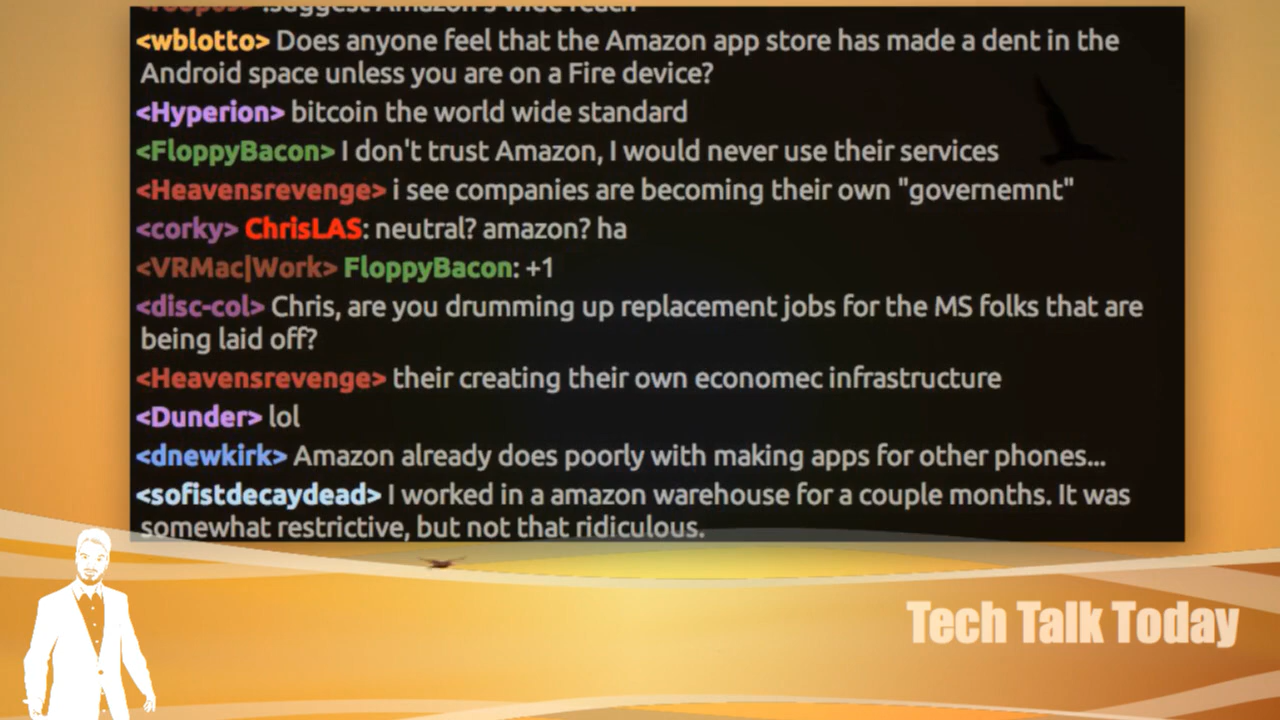 :suggest Amazon's wide reach
<wblotto> Does anyone feel that the Amazon app store has made a dent in the
Android space unless you are on a Fire device?
<Hyperion> bitcoin the world wide standard
<FloppyBacon> I don't trust Amazon, I would never use their services
<Heavensrevenge> i see companies are becoming their own "governemnt"
<corky> ChrisLAS: neutral? amazon? ha
<VRMac|Work> FloppyBacon: +1
<disc-col> Chris, are you drumming up replacement jobs for the MS folks that are
being laid off?
<Heavensrevenge> their creating their own economec infrastructure
<Dunder> lol
<dnewkirk> Amazon already does poorly with making apps for other phones...
<sofistdecaydead> I worked in a amazon warehouse for a couple months. It was
somewhat restrictive, but not that ridiculous.
Tech Talk Today